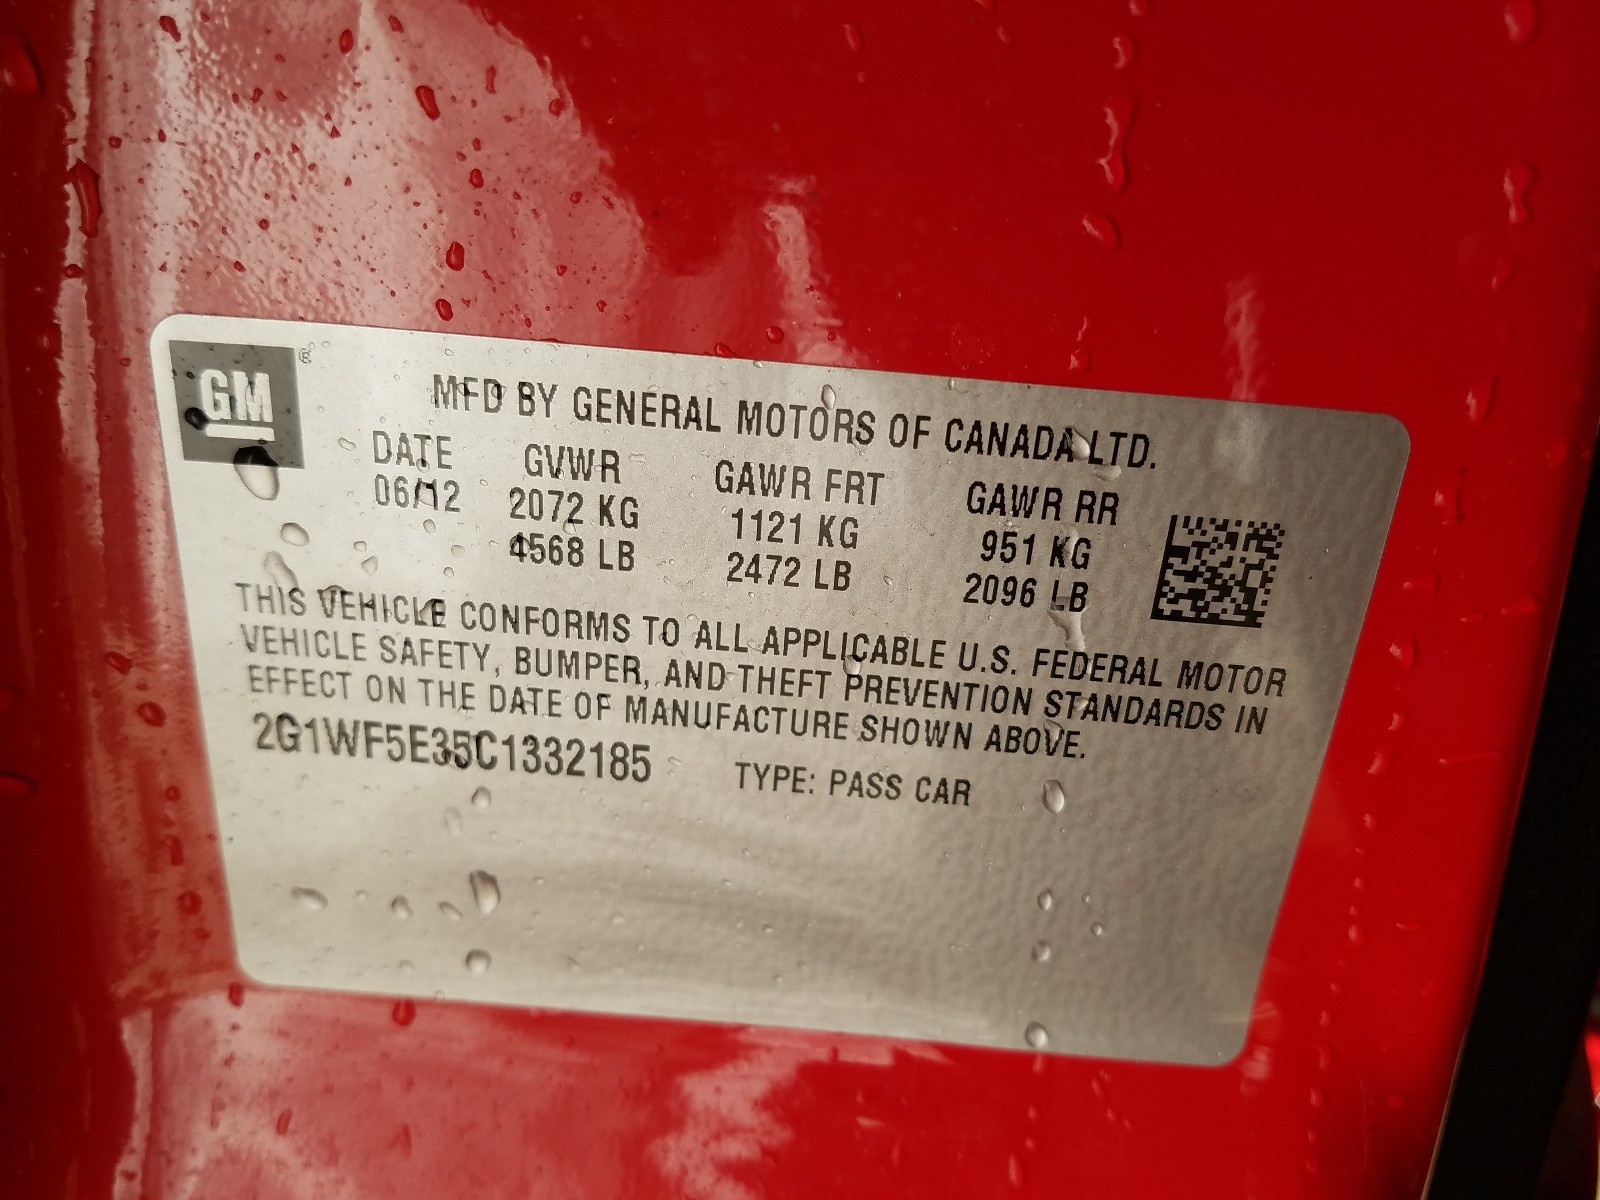 GM
MFD BY GENERAL MOTORS OF CANADA LTD.
DATE GVWR GAWR FRT GAWR RR
06/12 2072 KG 1121 KG 951 KG
4568 LB 2472 LB 2096 LB
THIS VEHICLE CONFORMS TO ALL APPLICABLE U.S. FEDERAL MOTOR
VEHICLE SAFETY, BUMPER, AND THEFT PREVENTION STANDARDS IN
EFFECT ON THE DATE OF MANUFACTURE SHOWN ABOVE.
2G1WF5E35C1332185 TYPE: PASS CAR